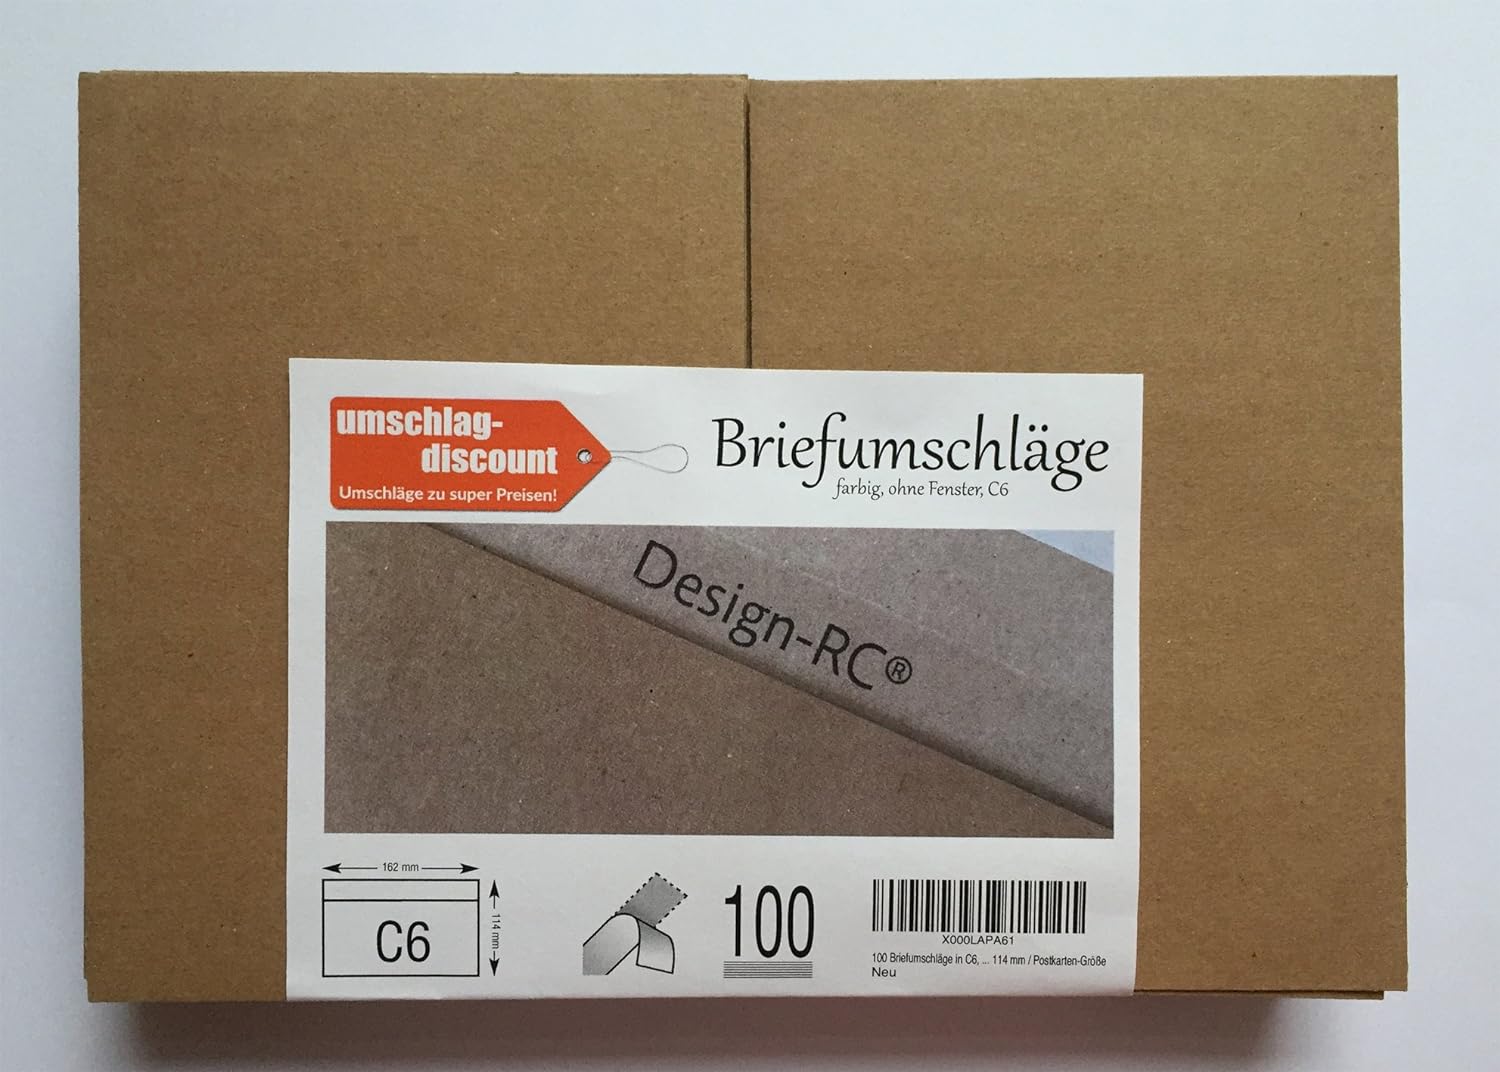 umschlag-
discount
Umschläge zu super Preisen!
Briefumschläge
farbig, ohne Fenster, C6
Design-RC®
162 mm
114 mm
C6
100
X000LAPA61
100 Briefumschläge in C6, ... 114 mm / Postkarten-Größe
Neu